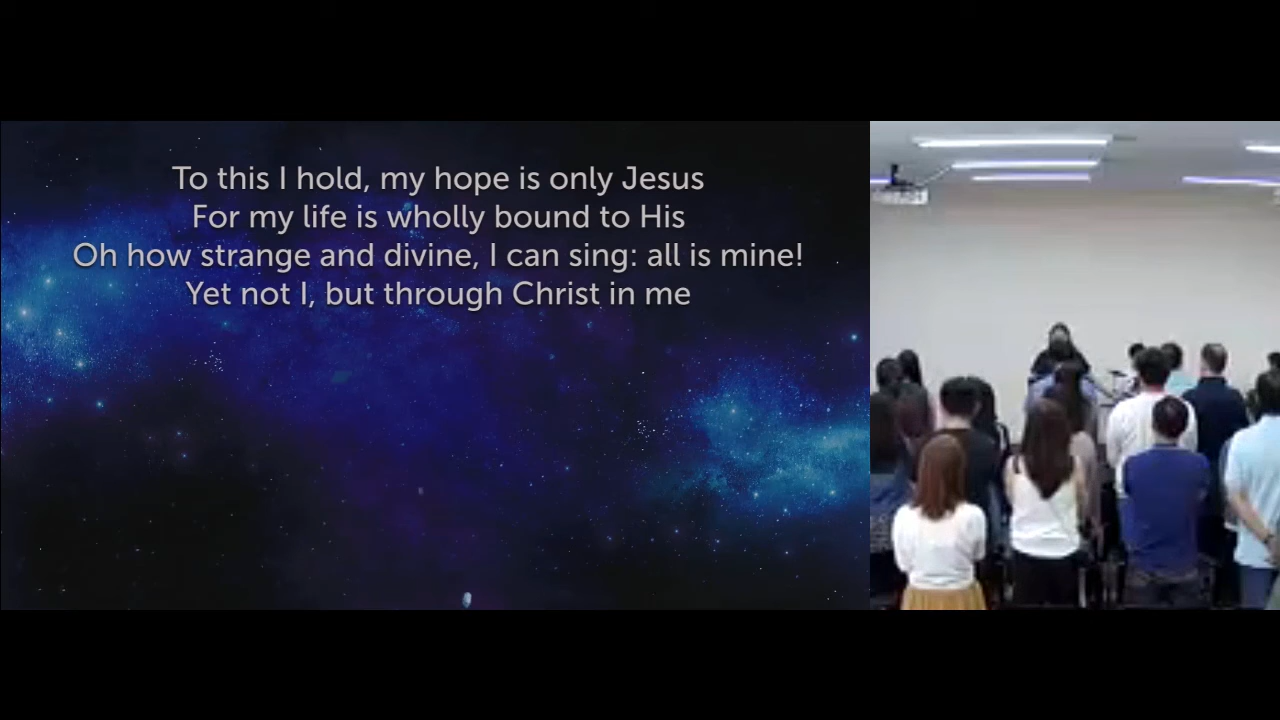 To this I hold, my hope is only Jesus
For my life is wholly bound to His
Oh how strange and divine, I can sing: all is mine!
Yet not I, but through Christ in me